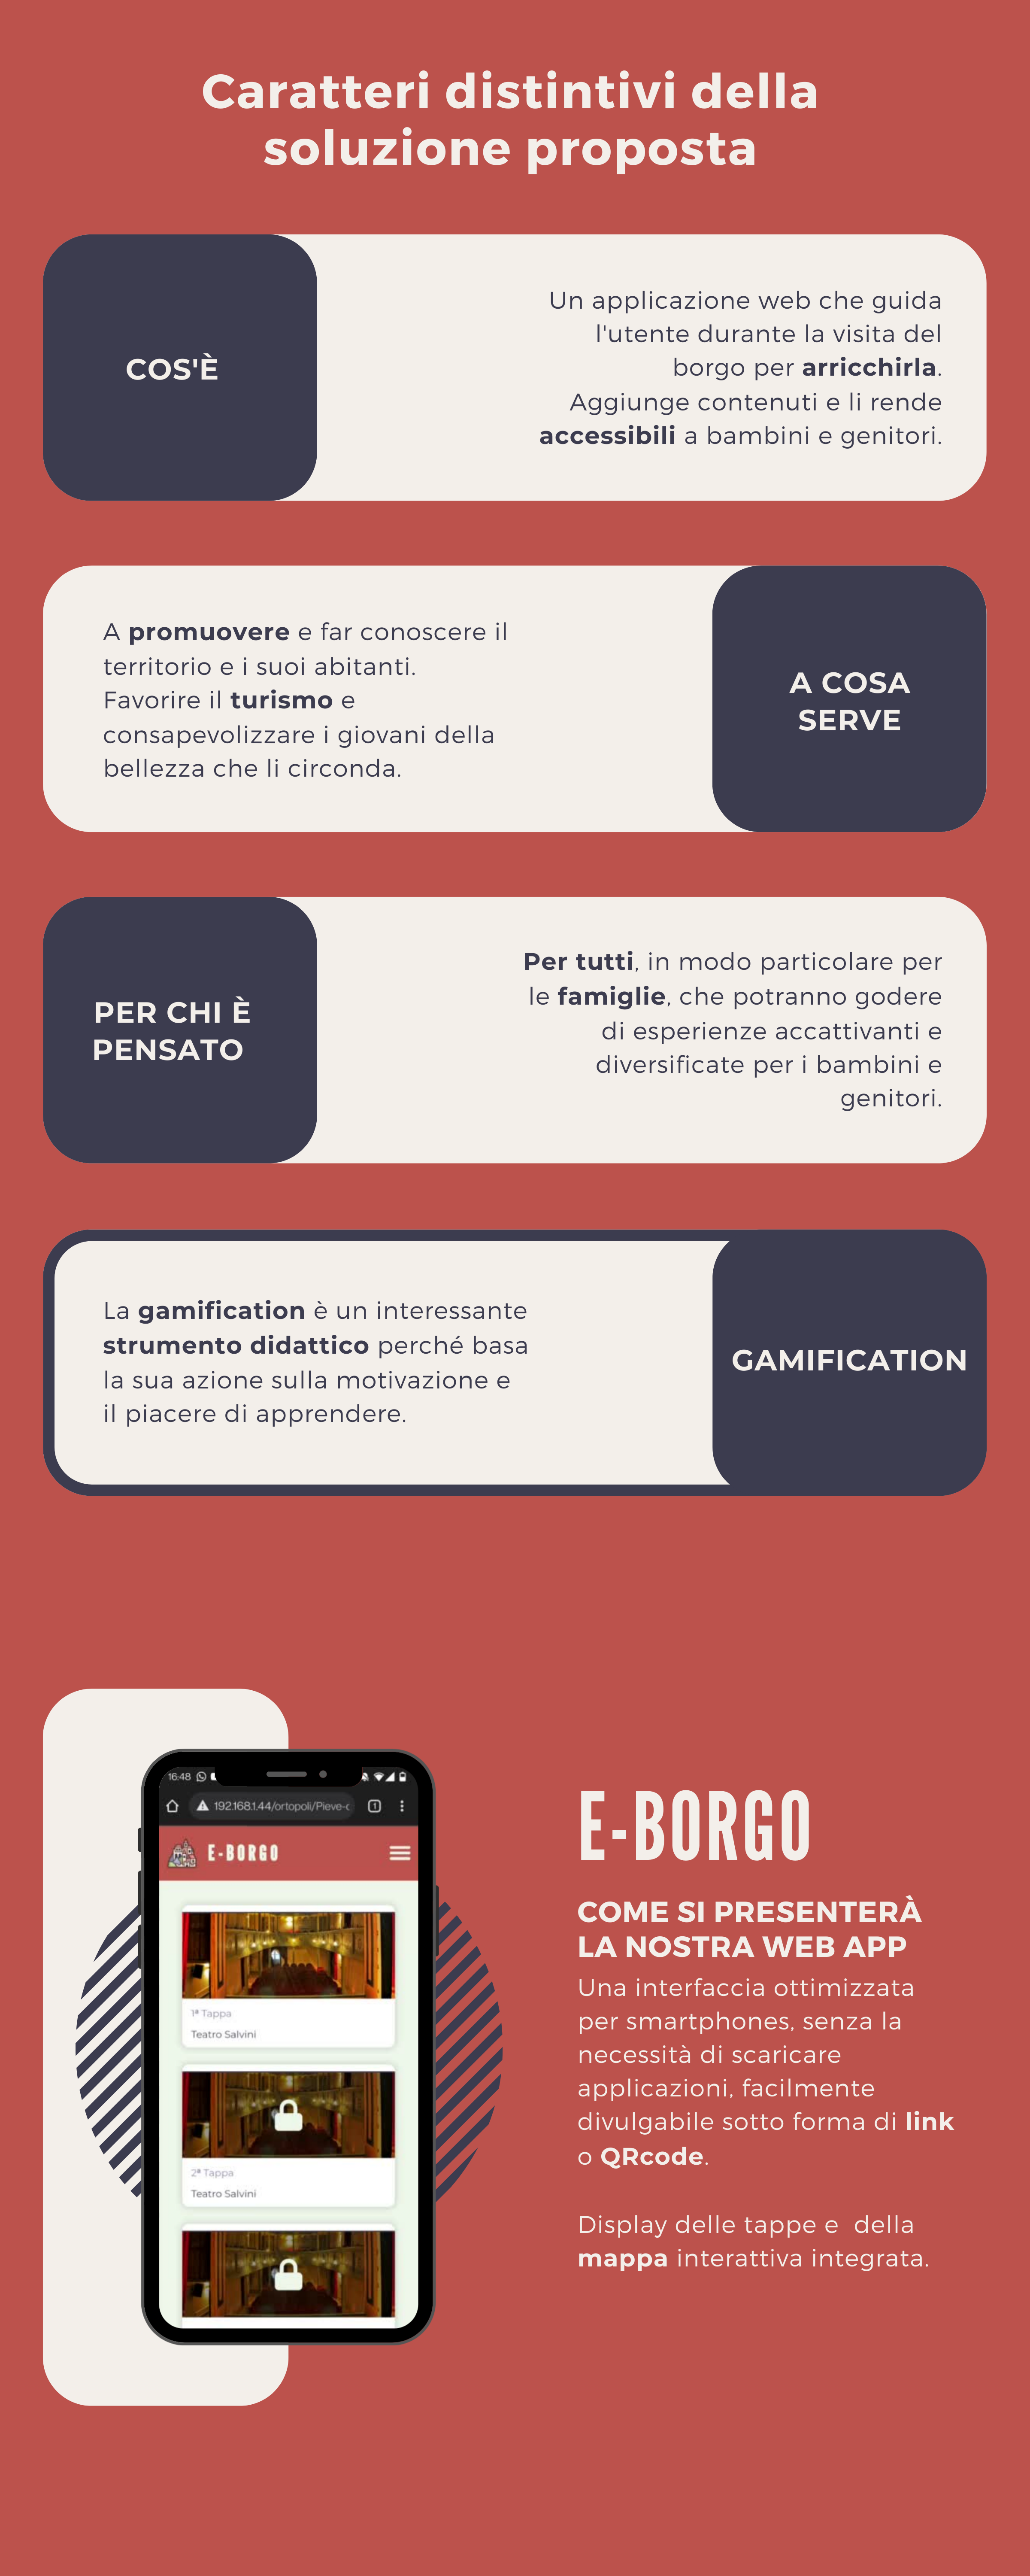 Caratteri distintivi della
soluzione proposta
COS'È
Un applicazione web che guida
l'utente durante la visita del
borgo per arricchirla.
Aggiunge contenuti e li rende
accessibili a bambini e genitori.
A promuovere e far conoscere il
territorio e i suoi abitanti.
Favorire il turismo e
consapevolizzare i giovani della
bellezza che li circonda.
A COSA
SERVE
PER CHI È
PENSATO
Per tutti, in modo particolare per
le famiglie, che potranno godere
di esperienze accattivanti e
diversificate per i bambini e
genitori.
La gamification è un interessante
strumento didattico perché basa
la sua azione sulla motivazione e
il piacere di apprendere.
GAMIFICATION
16:48
192.168.1.44/ortopoli/Pieve-c
1
E-BORGO
1ª Tappa
Teatro Salvini
2ª Tappa
Teatro Salvini
E-BORGO
COME SI PRESENTERÀ
LA NOSTRA WEB APP
Una interfaccia ottimizzata
per smartphones, senza la
necessità di scaricare
applicazioni, facilmente
divulgabile sotto forma di link
o QRcode.
Display delle tappe e  della
mappa interattiva integrata.